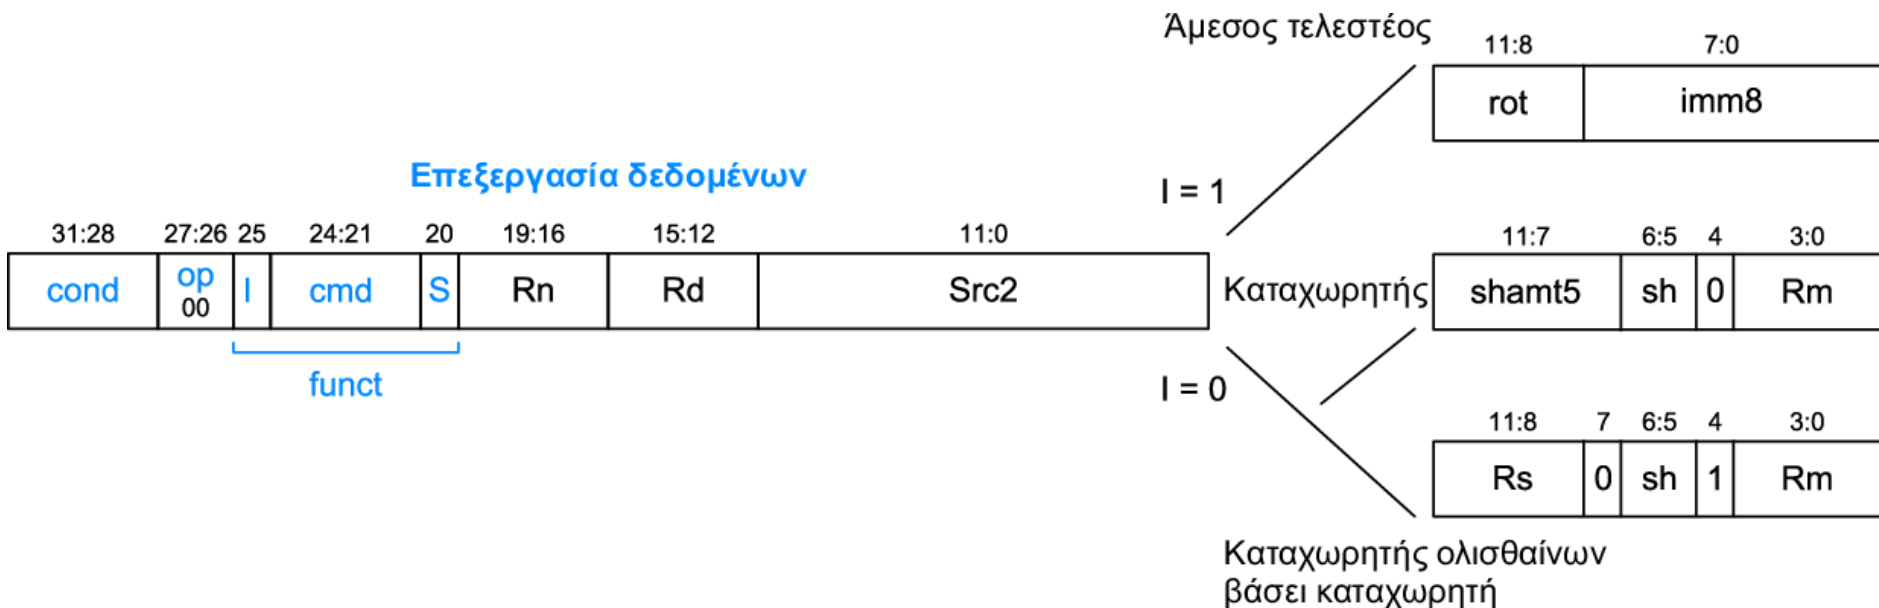 Άμεσος τελεστέος
11:8 7:0
rot imm8
Επεξεργασία δεδομένων
I = 1
31:28 27:26 25 24:21 20 19:16 15:12 11:0
cond op 00 I cmd S Rn Rd Src2
funct
11:7 6:5 4 3:0
Καταχωρητής
shamt5 sh 0 Rm
I = 0
11:8 7 6:5 4 3:0
Rs 0 sh 1 Rm
Καταχωρητής ολισθαίνων
βάσει καταχωρητή